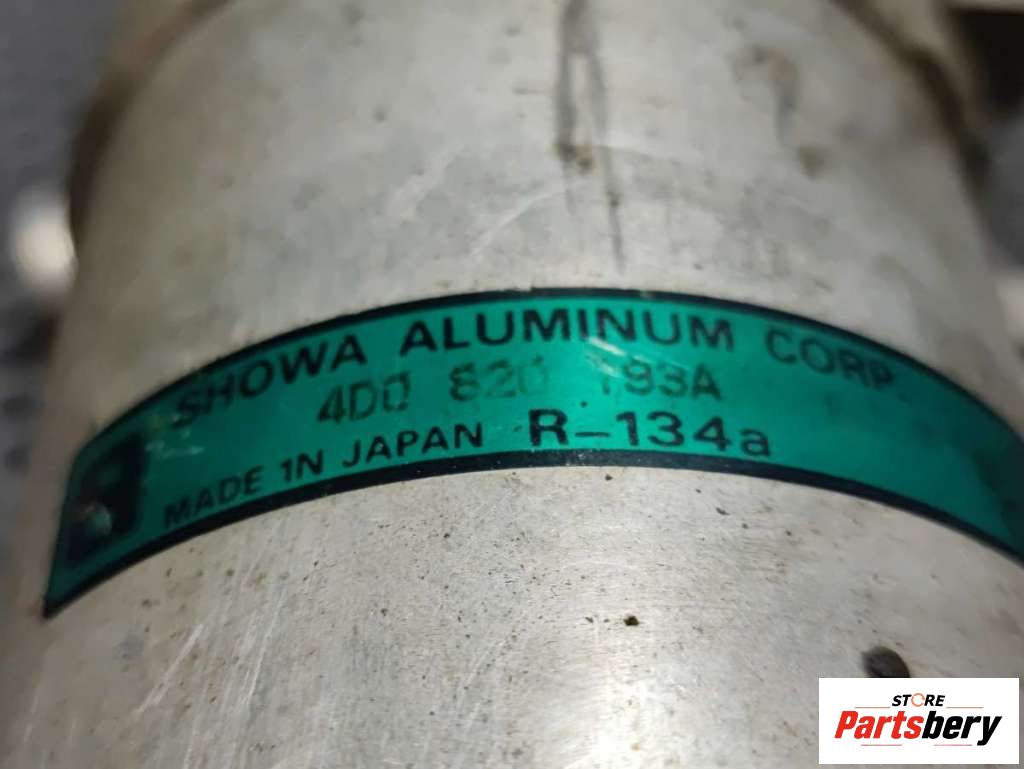 SHOWA ALUMINUM CORP.
4D0 820 193A
MADE IN JAPAN R-134a
STORE
Partsbery